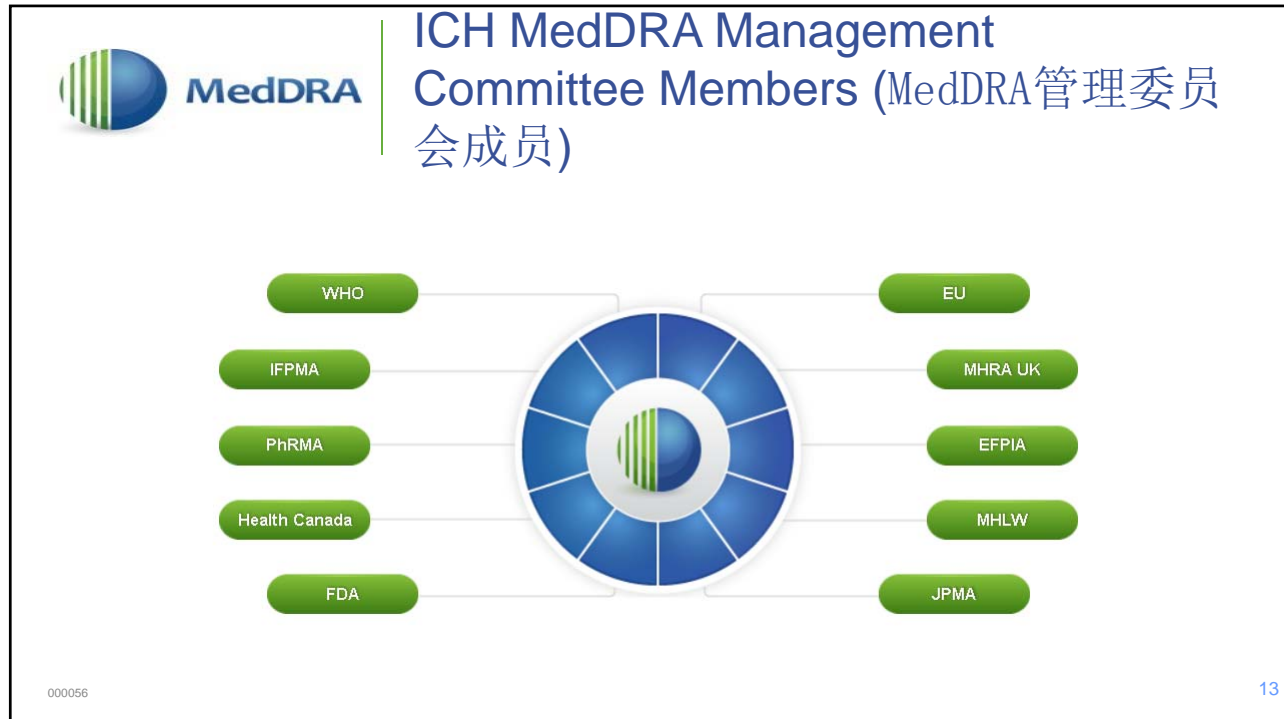 MedDRA
ICH MedDRA Management
Committee Members (MedDRA管理委员
会成员)
WHO
IFPMA
PhRMA
Health Canada
FDA
EU
MHRA UK
EFPIA
MHLW
JPMA
000056
13